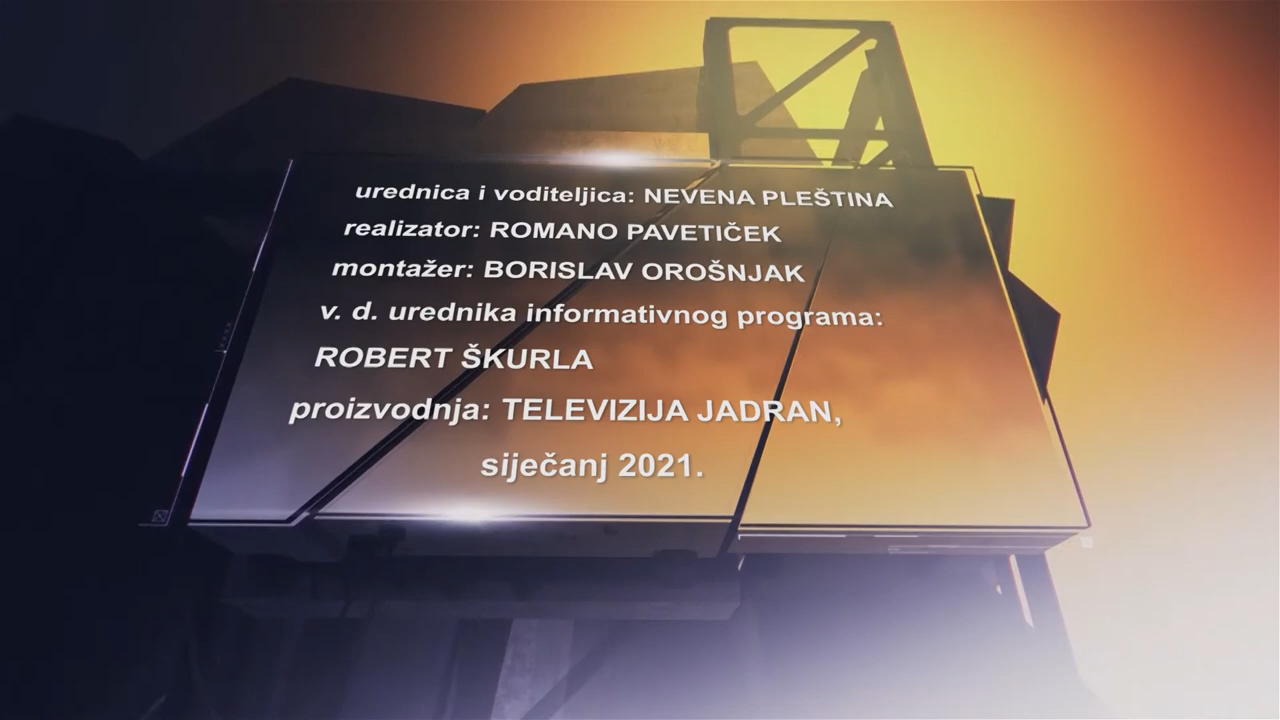 urednica i voditeljica: NEVENA PLEŠTINA
realizator: ROMANO PAVETIČEK
montažer: BORISLAV OROŠNJAK
v. d. urednika informativnog programa:
ROBERT ŠKURLA
proizvodnja: TELEVIZIJA JADRAN,
siječanj 2021.